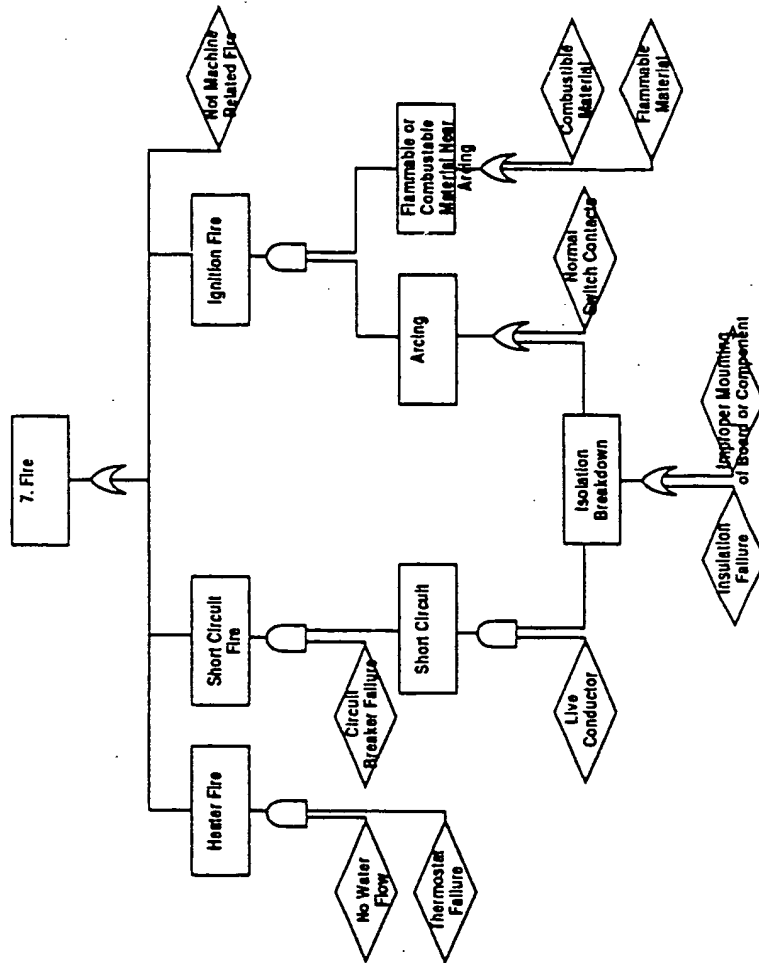 7. Fire
Heater Fire
Short Circuit
Fire
Ignition Fire
Not Machine
Related Fire
No Water
Flow
Thermostat
Failure
Circuit
Breaker Failure
Short Circuit
Live
Conductor
Arcing
Flammable or
Combustable
Material Near
Arcing
Isolation
Breakdown
Normal
Switch Contacts
Combustible
Material
Flammable
Material
Insulation
Failure
Improper Mounting
of Board or Component